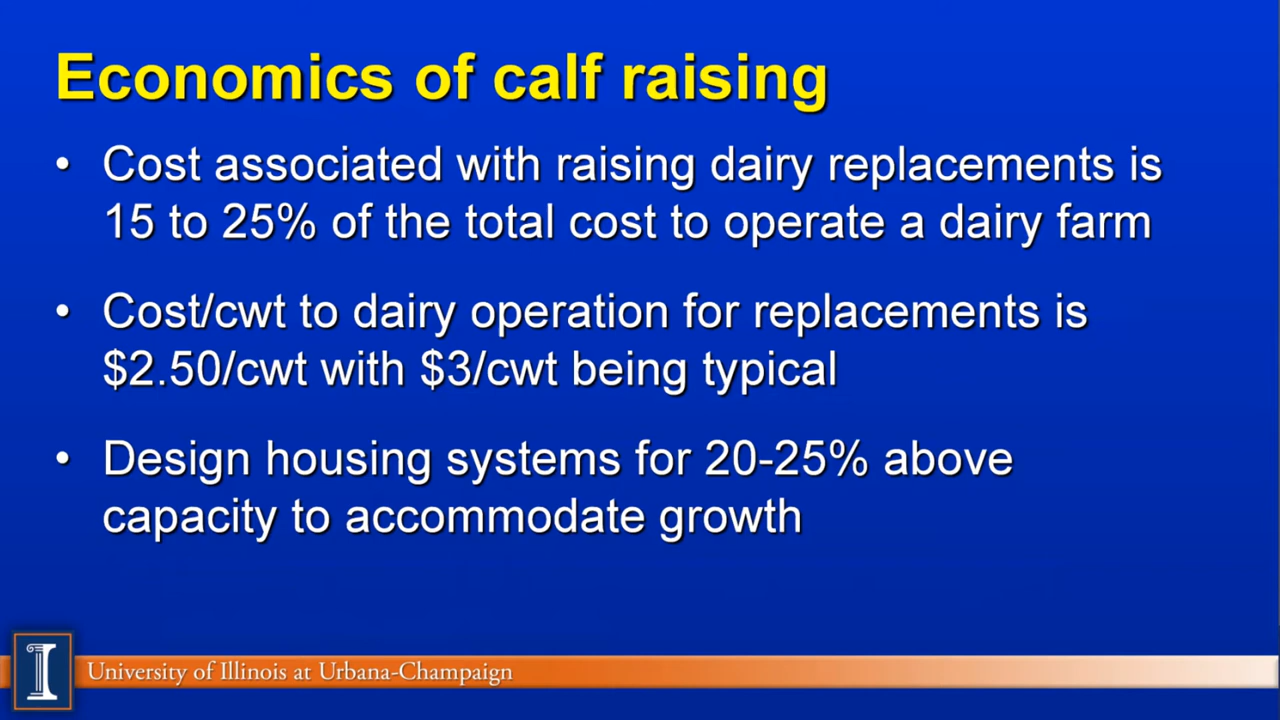 Economics of calf raising
• Cost associated with raising dairy replacements is
15 to 25% of the total cost to operate a dairy farm
• Cost/cwt to dairy operation for replacements is
$2.50/cwt with $3/cwt being typical
• Design housing systems for 20-25% above
capacity to accommodate growth
I
University of Illinois at Urbana-Champaign